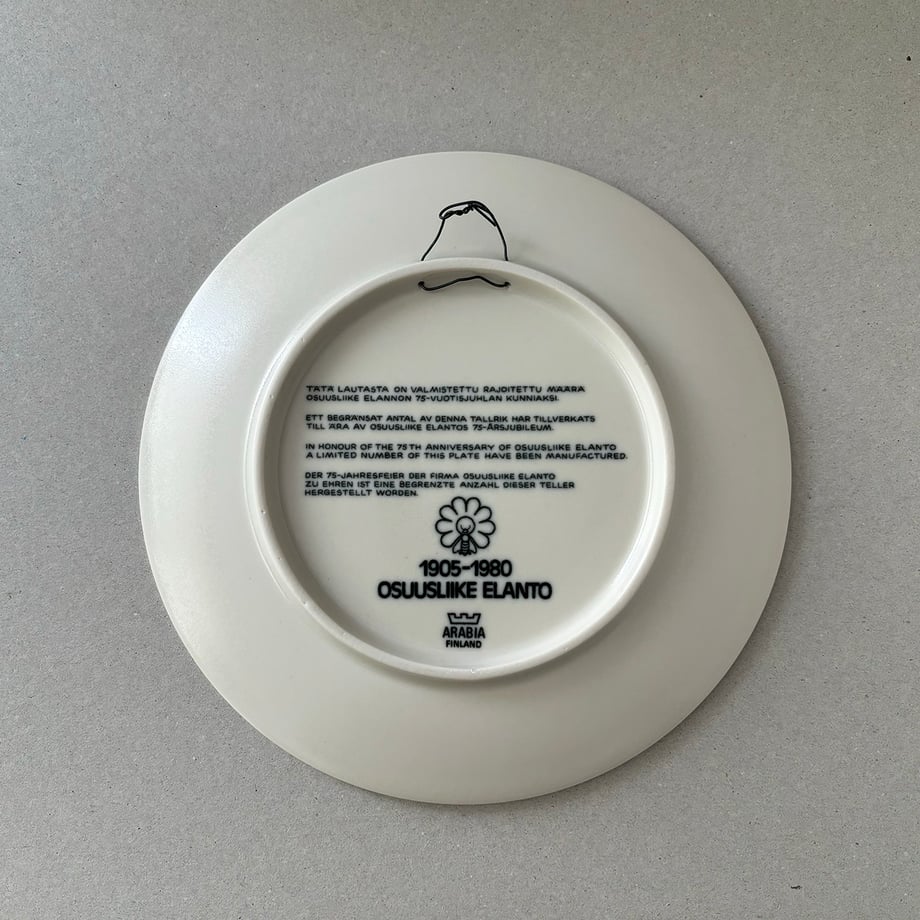 TÄTÄ LAUTASTA ON VALMISTETTU RAJOITETTU MÄÄRÄ
OSUUSLIIKE ELANNON 75-VUOTISJUHLAN KUNNIAKSI.
ETT BEGRÄNSAT ANTAL AV DENNA TALLRIK HAR TILLVERKATS
TILL ÄRA AV OSUUSLIIKE ELANTOS 75-ÅRSJUBILEUM.
IN HONOUR OF THE 75TH ANNIVERSARY OF OSUUSLIIKE ELANTO
A LIMITED NUMBER OF THIS PLATE HAVE BEEN MANUFACTURED.
DER 75-JAHRESFEIER DER FIRMA OSUUSLIIKE ELANTO
ZU EHREN IST EINE BEGRENZTE ANZAHL DIESER TELLER
HERGESTELLT WORDEN.
1905-1980
OSUUSLIIKE ELANTO
ARABIA
FINLAND